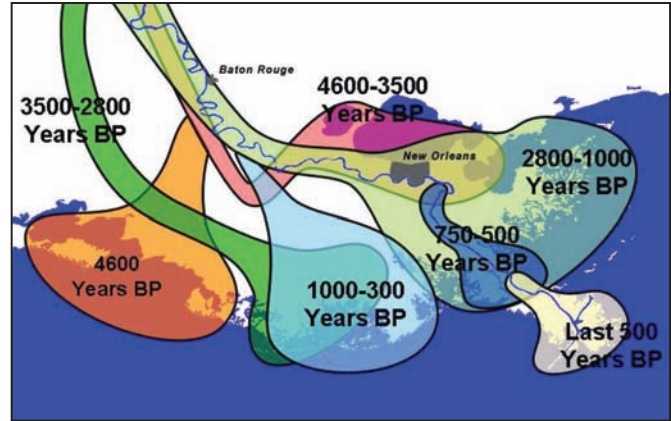 Baton Rouge
3500-2800
Years BP
4600-3500
Years BP
New Orleans
2800-1000
Years BP
4600
Years BP
750-500
Years BP
1000-300
Years BP
Last 500
Years BP